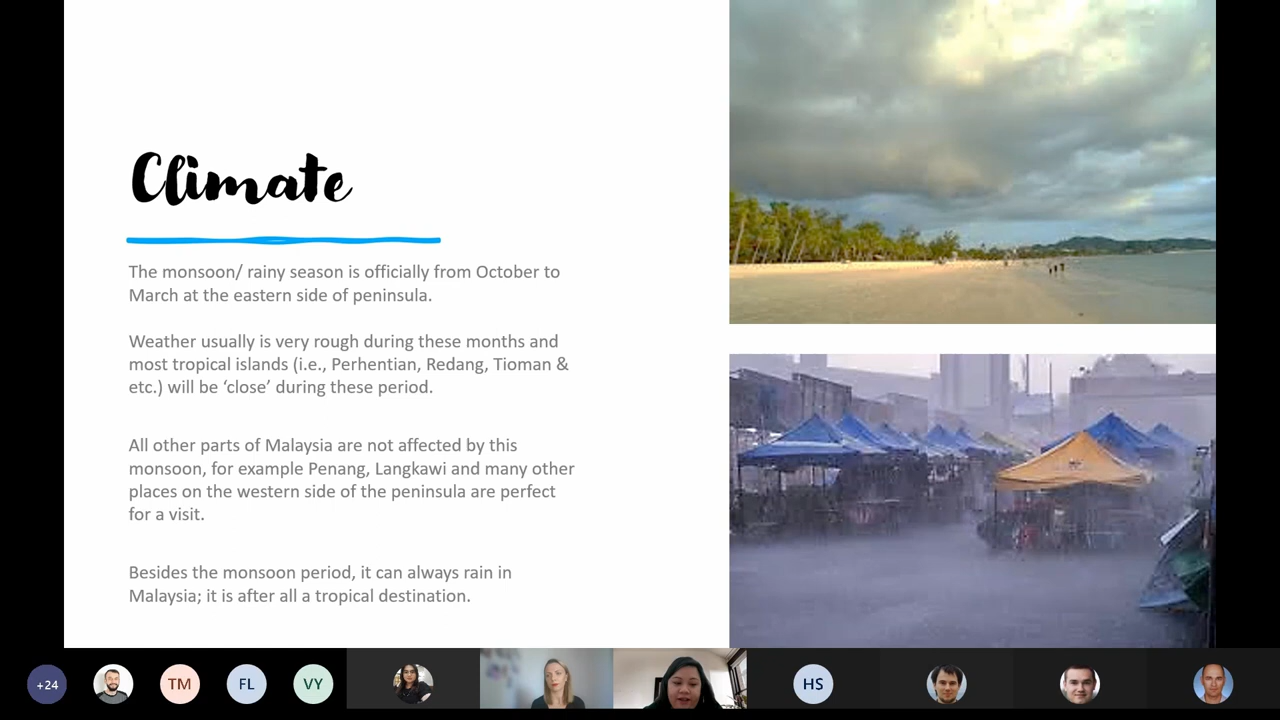 Climate
The monsoon/ rainy season is officially from October to
March at the eastern side of peninsula.
Weather usually is very rough during these months and
most tropical islands (i.e., Perhentian, Redang, Tioman &
etc.) will be ‘close’ during these period.
All other parts of Malaysia are not affected by this
monsoon, for example Penang, Langkawi and many other
places on the western side of the peninsula are perfect
for a visit.
Besides the monsoon period, it can always rain in
Malaysia; it is after all a tropical destination.
+24
TM
FL
VY
HS